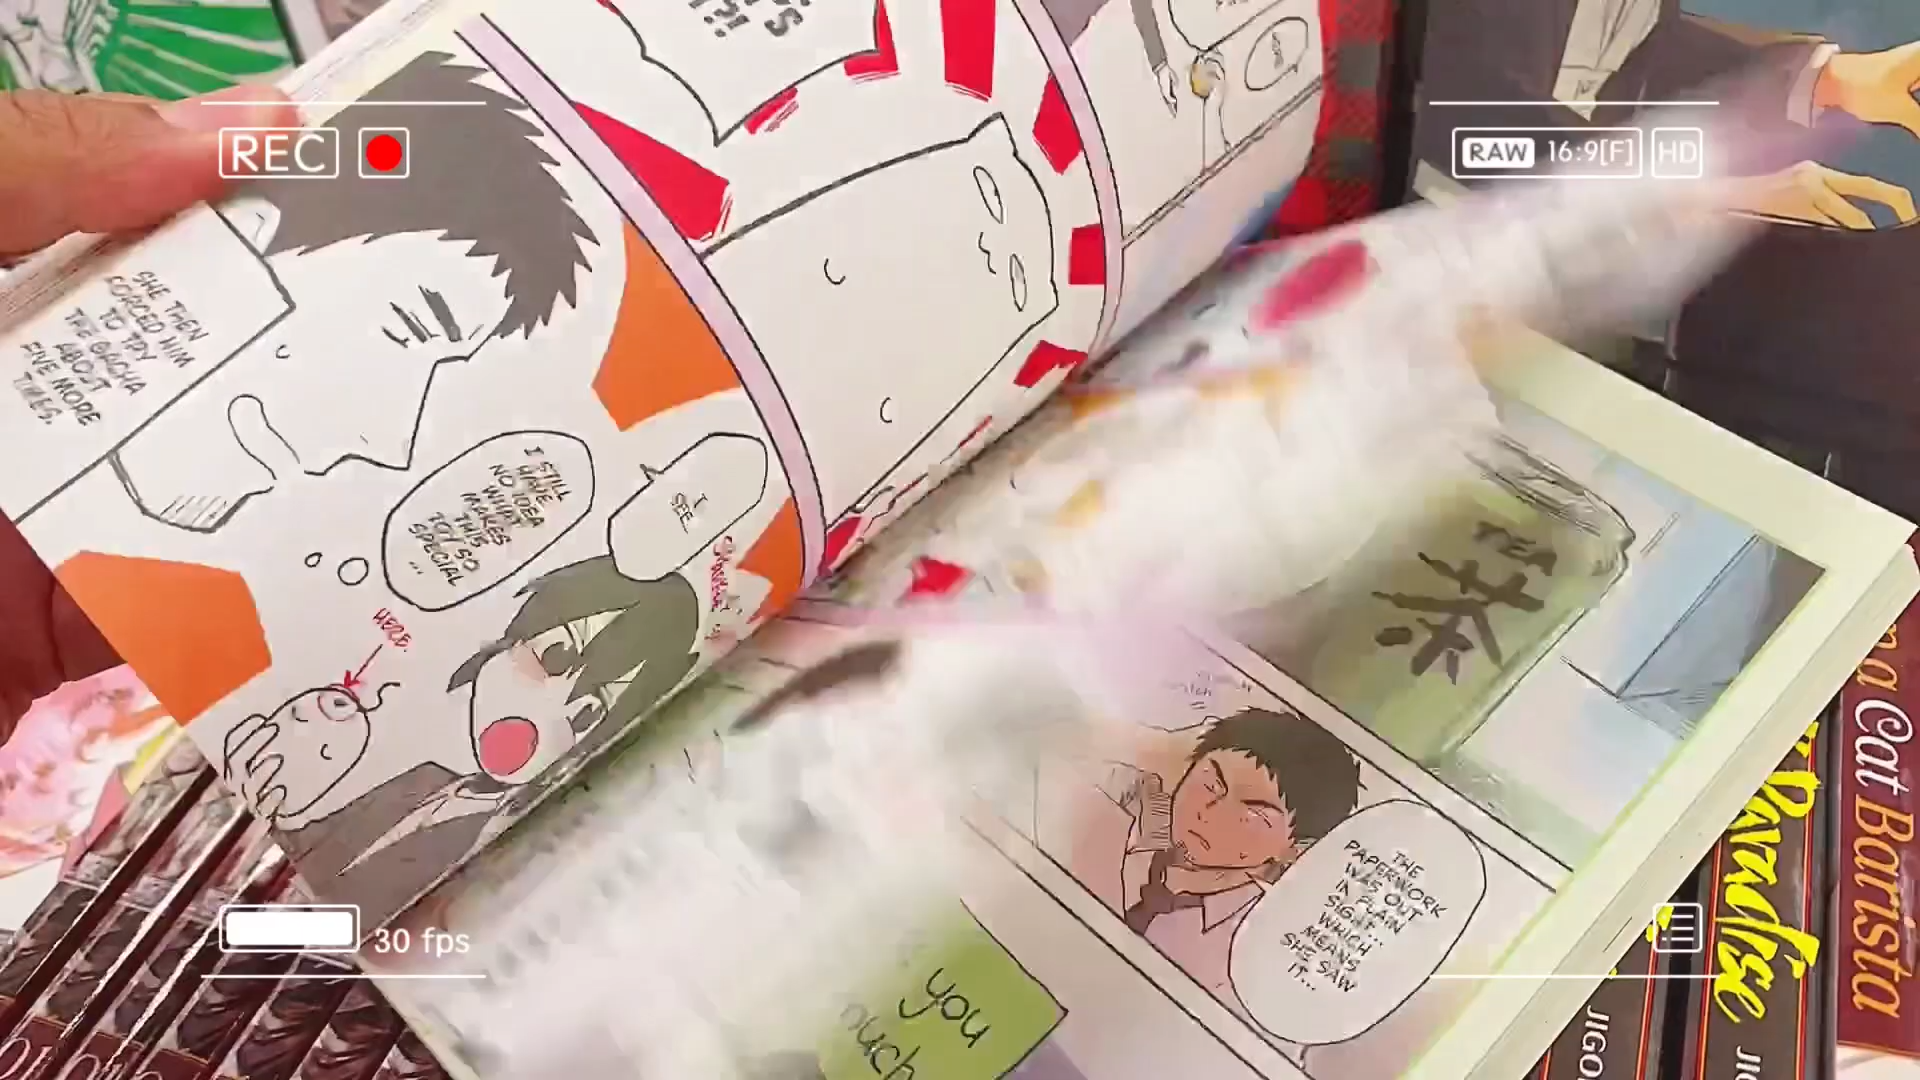 REC
RAW 16:9[F] HD
'S
?!
SHE THEN
FORCED HIM
TO TRY
THE GACHA
ABOUT
FIVE MORE
TIMES.
I STILL
HAVE
NO IDEA
WHAT
MAKES
THIS
TOY SO
SPECIAL
...
I
SEE.
HERE.
THE
PAPERWORK
WAS OUT
IN PLAIN
SIGHT...
WHICH
MEANS
SHE SAW
IT...
you
30 fps
Paradise
Cat Barista
JIGO